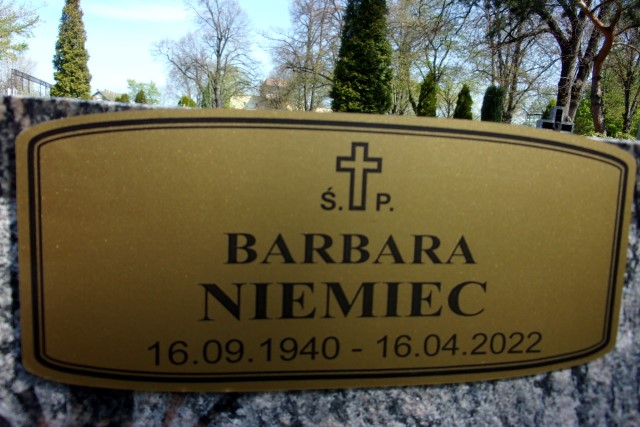 Ś. P.
BARBARA
NIEMIEC
16.09.1940 - 16.04.2022